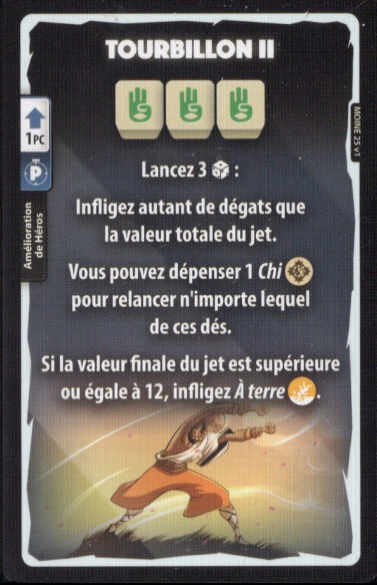 TOURBILLON II
1PC
P
Amélioration
de Héros
MOINE 25 v1
Lancez 3 :
Infligez autant de dégats que
la valeur totale du jet.
Vous pouvez dépenser 1 Chi
pour relancer n'importe lequel
de ces dés.
Si la valeur finale du jet est supérieure
ou égale à 12, infligez À terre .